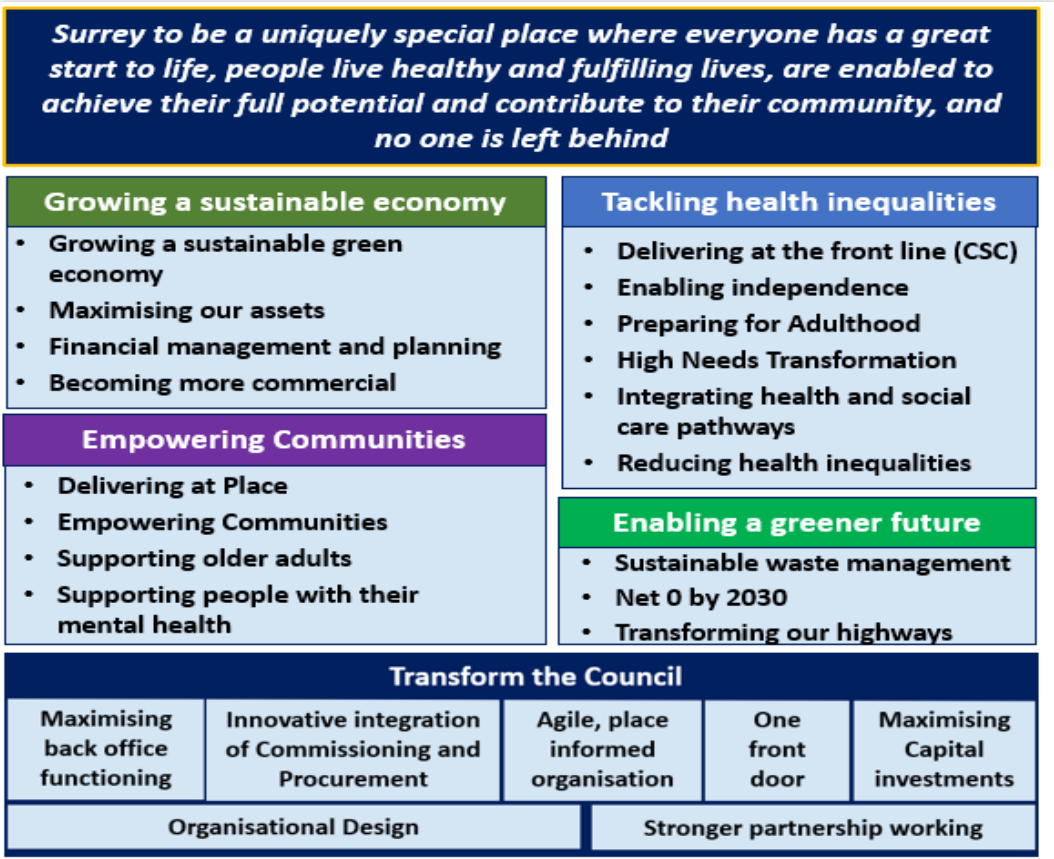 Surrey to be a uniquely special place where everyone has a great
start to life, people live healthy and fulfilling lives, are enabled to
achieve their full potential and contribute to their community, and
no one is left behind
Growing a sustainable economy
• Growing a sustainable green
economy
• Maximising our assets
• Financial management and planning
• Becoming more commercial
Empowering Communities
• Delivering at Place
• Empowering Communities
• Supporting older adults
• Supporting people with their
mental health
Tackling health inequalities
• Delivering at the front line (CSC)
• Enabling independence
• Preparing for Adulthood
• High Needs Transformation
• Integrating health and social
care pathways
• Reducing health inequalities
Enabling a greener future
• Sustainable waste management
• Net 0 by 2030
• Transforming our highways
Transform the Council
Maximising
back office
functioning
Innovative integration
of Commissioning and
Procurement
Agile, place
informed
organisation
One
front
door
Maximising
Capital
investments
Organisational Design
Stronger partnership working